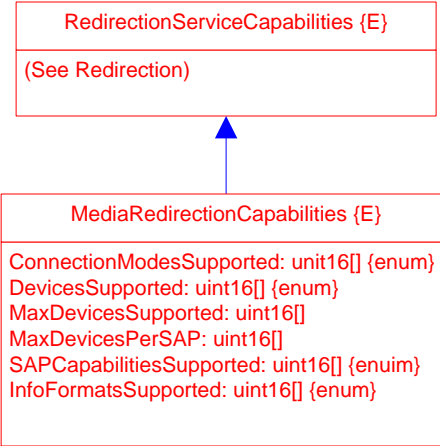 RedirectionServiceCapabilities {E}
(See Redirection)
MediaRedirectionCapabilities {E}
ConnectionModesSupported: unit16[] {enum}
DevicesSupported: uint16[] {enum}
MaxDevicesSupported: uint16[]
MaxDevicesPerSAP: uint16[]
SAPCapabilitiesSupported: uint16[] {enuim}
InfoFormatsSupported: uint16[] {enum}